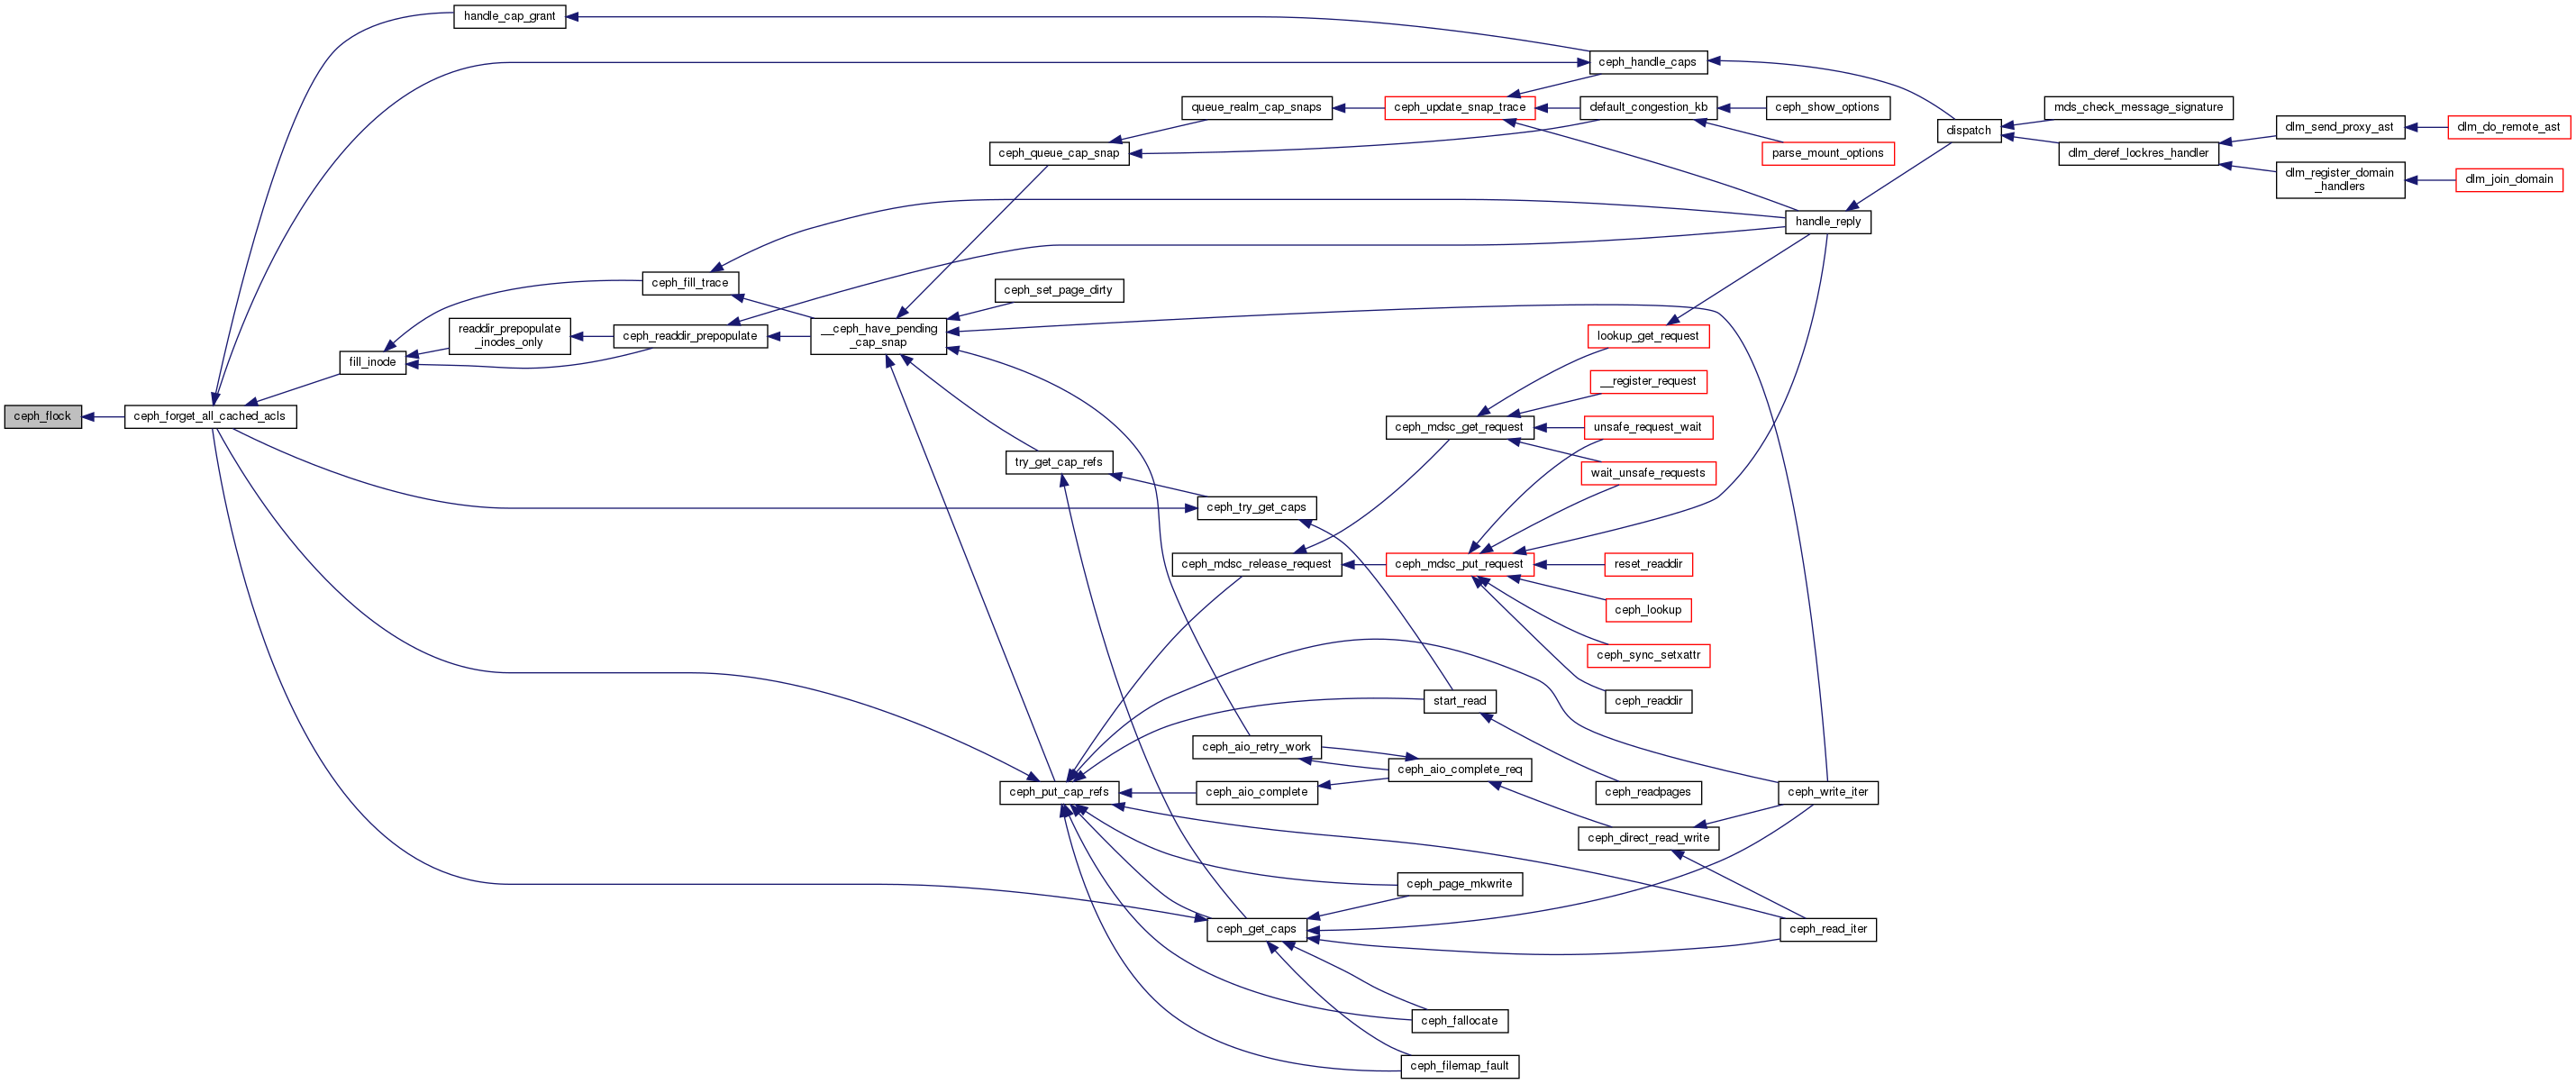 handle_cap_grant
ceph_handle_caps
queue_realm_cap_snaps
ceph_update_snap_trace
default_congestion_kb
ceph_show_options
mds_check_message_signature
dispatch
dlm_send_proxy_ast
dlm_do_remote_ast
ceph_queue_cap_snap
parse_mount_options
dlm_deref_lockres_handler
dlm_register_domain
_handlers
dlm_join_domain
handle_reply
ceph_fill_trace
ceph_set_page_dirty
readdir_prepopulate
_inodes_only
ceph_readdir_prepopulate
__ceph_have_pending
_cap_snap
lookup_get_request
fill_inode
__register_request
ceph_flock
ceph_forget_all_cached_acls
ceph_mdsc_get_request
unsafe_request_wait
try_get_cap_refs
wait_unsafe_requests
ceph_try_get_caps
ceph_mdsc_release_request
ceph_mdsc_put_request
reset_readdir
ceph_lookup
ceph_sync_setxattr
start_read
ceph_readdir
ceph_aio_retry_work
ceph_aio_complete_req
ceph_put_cap_refs
ceph_aio_complete
ceph_readpages
ceph_write_iter
ceph_direct_read_write
ceph_page_mkwrite
ceph_get_caps
ceph_read_iter
ceph_fallocate
ceph_filemap_fault